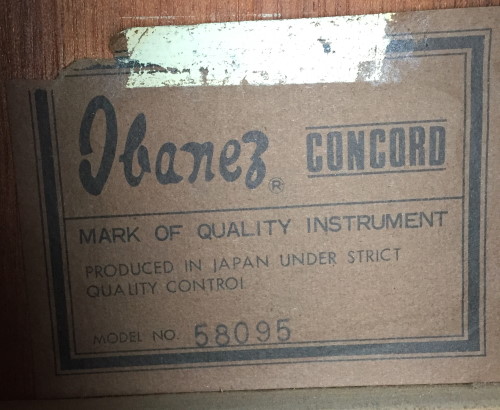 Ibanez ® CONCORD
MARK OF QUALITY INSTRUMENT
PRODUCED IN JAPAN UNDER STRICT
QUALITY CONTROL
MODEL NO. 58095